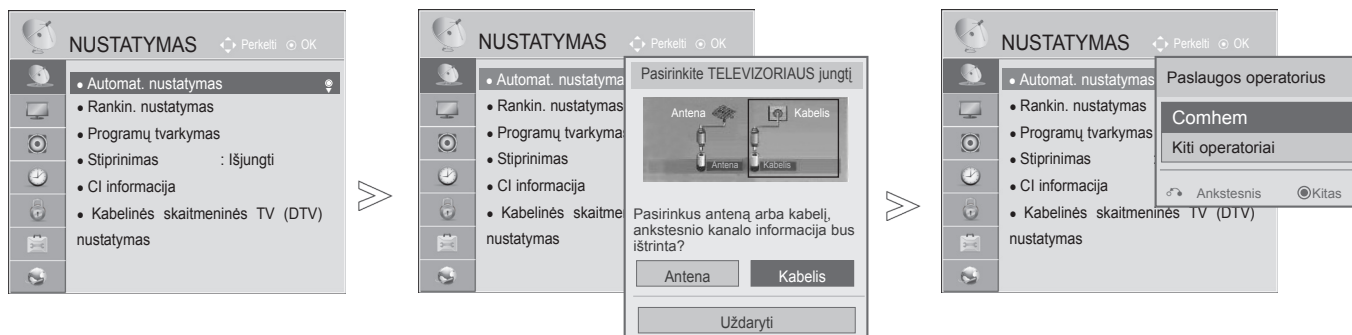 NUSTATYMAS Perkelti OK
● Automat. nustatymas
● Rankin. nustatymas
● Programų tvarkymas
● Stiprinimas : Išjungti
● CI informacija
● Kabelinės skaitmeninės TV (DTV)
nustatymas
NUSTATYMAS Perkelti OK
● Automat. nustatyma
● Rankin. nustatymas
● Programų tvarkymas
● Stiprinimas
● CI informacija
● Kabelinės skaitme
nustatymas
Pasirinkite TELEVIZORIAUS jungtį
Antena Kabelis
Antena Kabelis
Pasirinkus anteną arba kabelį,
ankstesnio kanalo informacija bus
ištrinta?
Antena Kabelis
Uždaryti
NUSTATYMAS Perkelti OK
● Automat. nustatymas
● Rankin. nustatymas
● Programų tvarkymas
● Stiprinimas
● CI informacija
● Kabelinės skaitmeninės TV (DTV)
nustatymas
Paslaugos operatorius
Comhem
Kiti operatoriai
Ankstesnis Kitas